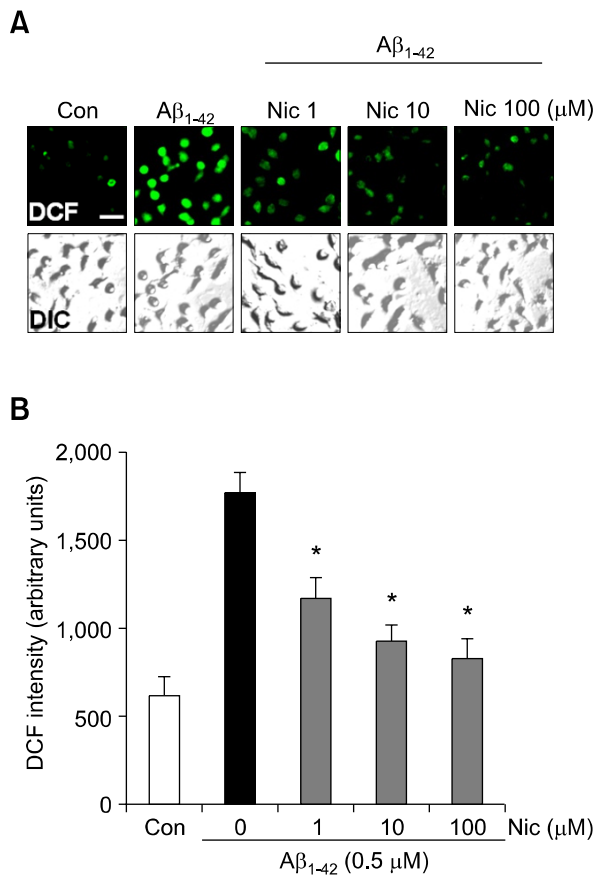 A
Aβ1-42
Con Aβ1-42 Nic 1 Nic 10 Nic 100 (μM)
DCF
DIC
B
DCF intensity (arbitrary units)
2,000
1,500
1,000
500
0
* * *
Con 0 1 10 100 Nic (μM)
Aβ1-42 (0.5 μM)